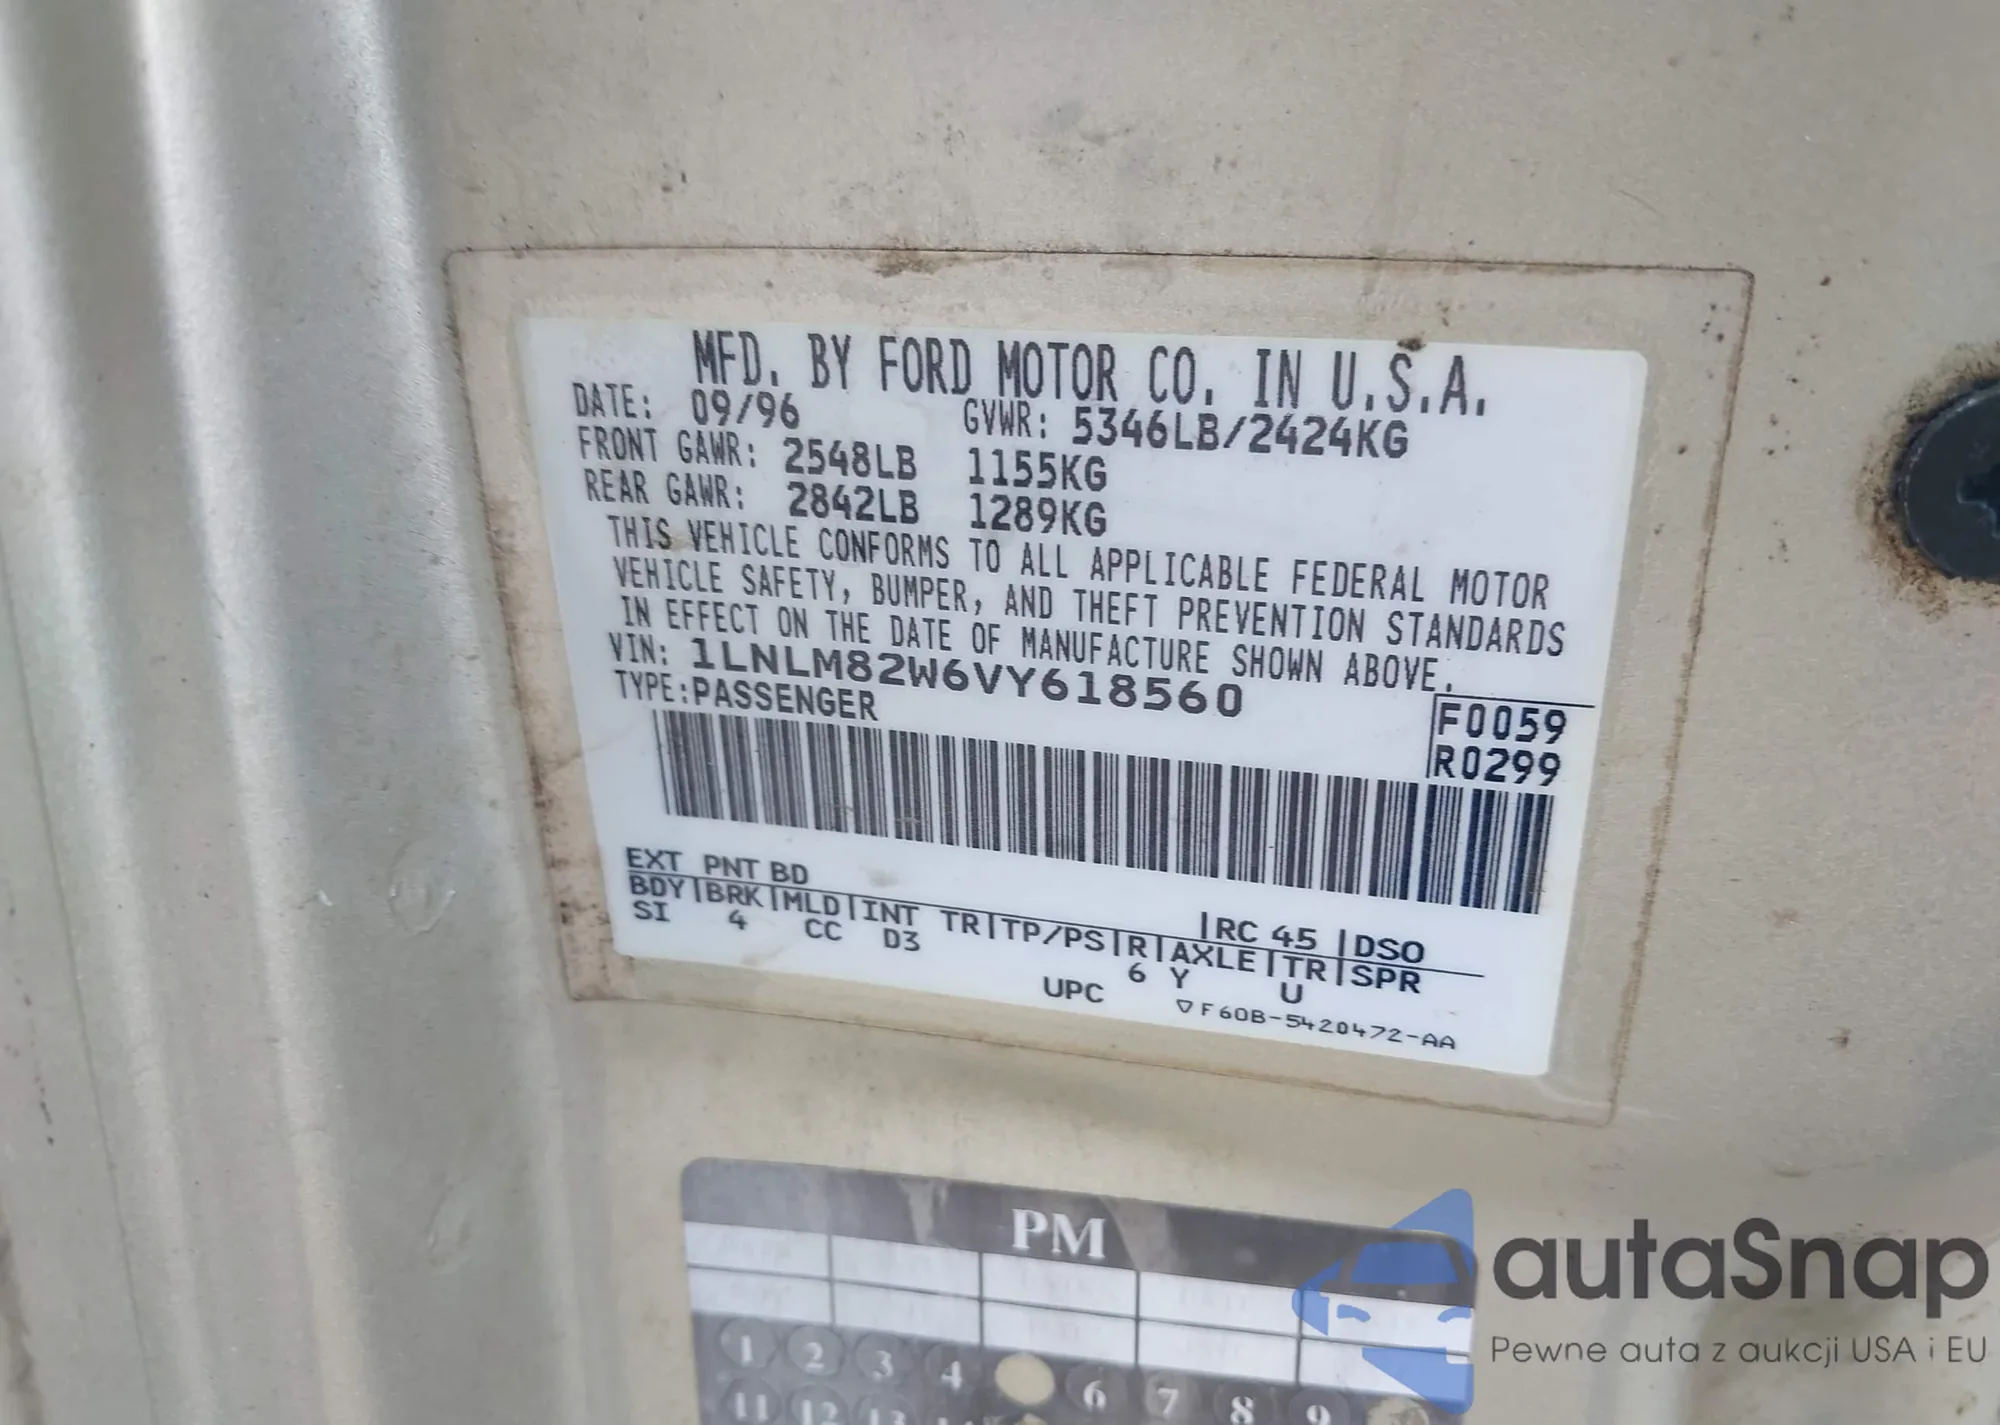 MFD. BY FORD MOTOR CO. IN U.S.A.
DATE: 09/96 GVWR: 5346LB/2424KG
FRONT GAWR: 2548LB 1155KG
REAR GAWR: 2842LB 1289KG
THIS VEHICLE CONFORMS TO ALL APPLICABLE FEDERAL MOTOR
VEHICLE SAFETY, BUMPER, AND THEFT PREVENTION STANDARDS
IN EFFECT ON THE DATE OF MANUFACTURE SHOWN ABOVE.
VIN: 1LNLM82W6VY618560
TYPE:PASSENGER
F0059
R0299
EXT PNT BD RC 45 DSO
BDY BRK MLD INT TR TP/PS R AXLE TR SPR
SI 4 CC D3 6 Y U
UPC ▽F60B-5420472-AA
PM
1 2 3 4 6 7 8 9
11 12 13
autaSnap
Pewne auta z aukcji USA i EU